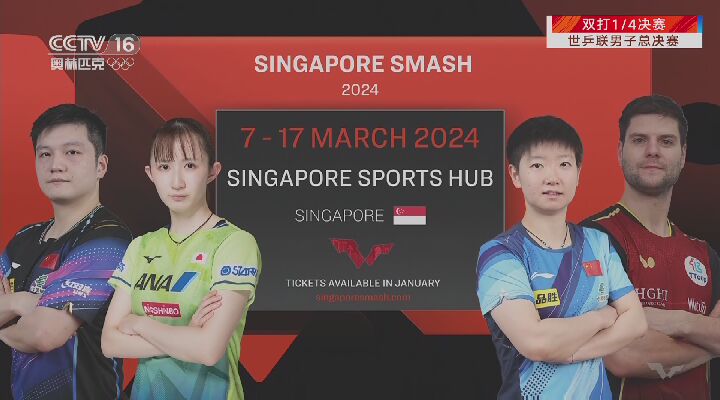 CCTV 16
奥林匹克
双打1/4决赛
世乒联男子总决赛
SINGAPORE SMASH
2024
7 - 17 MARCH 2024
SINGAPORE SPORTS HUB
SINGAPORE
TICKETS AVAILABLE IN JANUARY
singaporesmash.com
ANA
NISSHINBO
STARTS
品胜